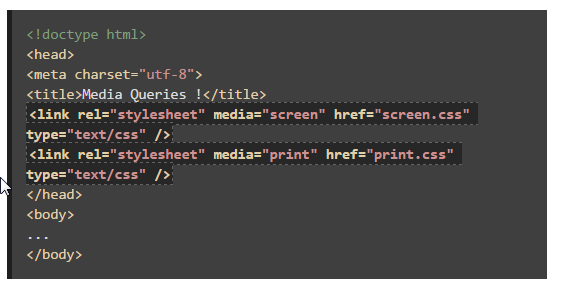 <!doctype html>
<head>
<meta charset="utf-8">
<title>Media Queries !</title>
<link rel="stylesheet" media="screen" href="screen.css"
type="text/css" />
<link rel="stylesheet" media="print" href="print.css"
type="text/css" />
</head>
<body>
...
</body>